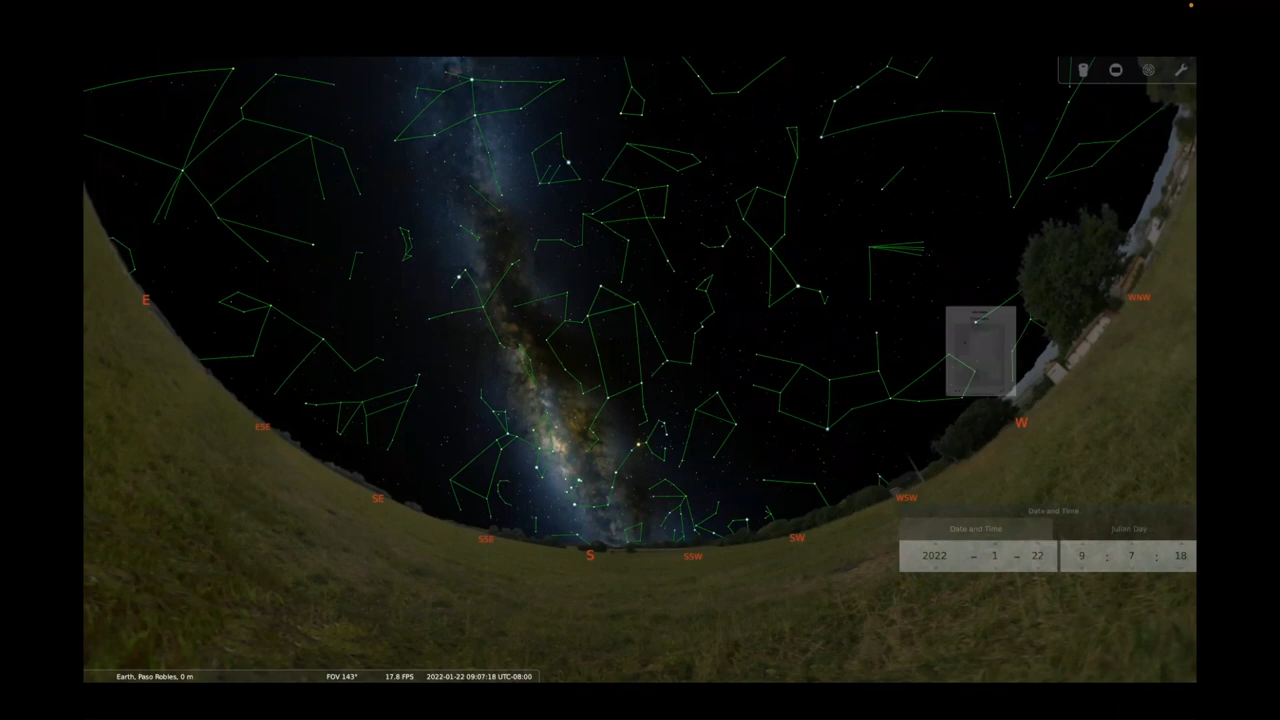 E
WNW
W
ESE
SE
WSW
SSE
SW
S
SSW
Date and Time
Date and Time Julian Day
2022 – 1 – 22 9 : 7 : 18
Earth, Paso Robles, 0 m FOV 143° 17.8 FPS 2022-01-22 09:07:18 UTC-08:00